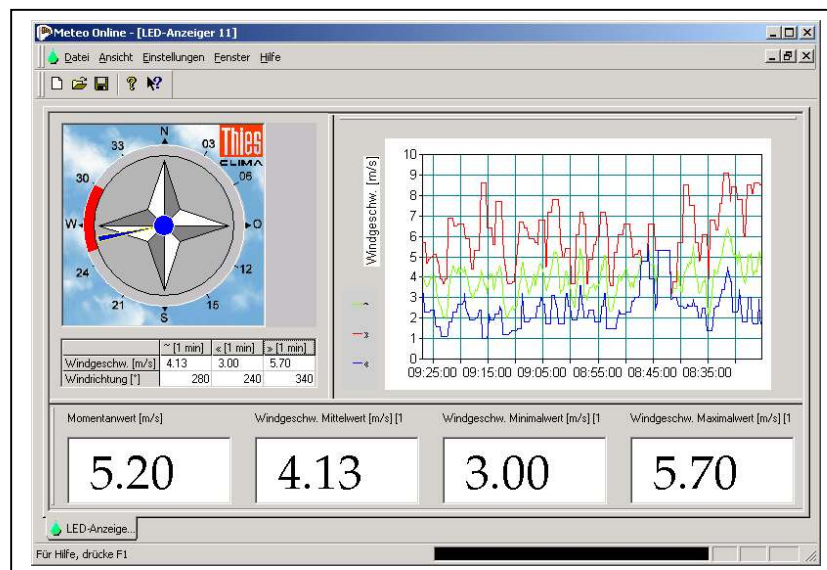 Meteo Online - [LED-Anzeiger 11]
Datei Ansicht Einstellungen Fenster Hilfe
N
03
06
O
12
15
S
21
24
W
30
33
Thies
CLIMA
~ [1 min] « [1 min] » [1 min]
Windgeschw. [m/s] 4.13 3.00 5.70
Windrichtung [°] 280 240 340
Windgeschw. [m/s]
10
9
8
7
6
5
4
3
2
1
0
09:25:00 09:15:00 09:05:00 08:55:00 08:45:00 08:35:00
Momentanwert [m/s]
5.20
Windgeschw. Mittelwert [m/s] [1
4.13
Windgeschw. Minimalwert [m/s] [1
3.00
Windgeschw. Maximalwert [m/s] [1
5.70
LED-Anzeige...
Für Hilfe, drücke F1